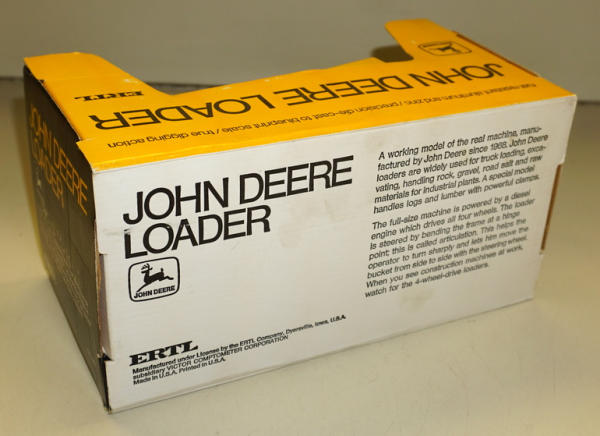 JOHN DEERE LOADER
rust-resistant aluminum and zinc / precision die-cast to blueprint scale / true digging action
ERTL
JOHN DEERE
LOADER
JOHN DEERE
LOADER
JOHN DEERE
ERTL
Manufactured under License by the ERTL Company, Dyersville, Iowa, U.S.A.
subsidiary VICTOR COMPTOMETER CORPORATION
Made in U.S.A. Printed in U.S.A.
A working model of the real machine, manu-
factured by John Deere since 1968. John Deere
loaders are widely used for truck loading, exca-
vating, handling rock, gravel, road salt and raw
materials for industrial plants. A special model
handles logs and lumber with powerful clamps.
The full-size machine is powered by a diesel
engine which drives all four wheels. The loader
is steered by bending the frame at a hinge
point; this is called articulation. This helps the
operator to turn sharply and lets him move the
bucket from side to side with the steering wheel.
When you see construction machines at work,
watch for the 4-wheel-drive loaders.